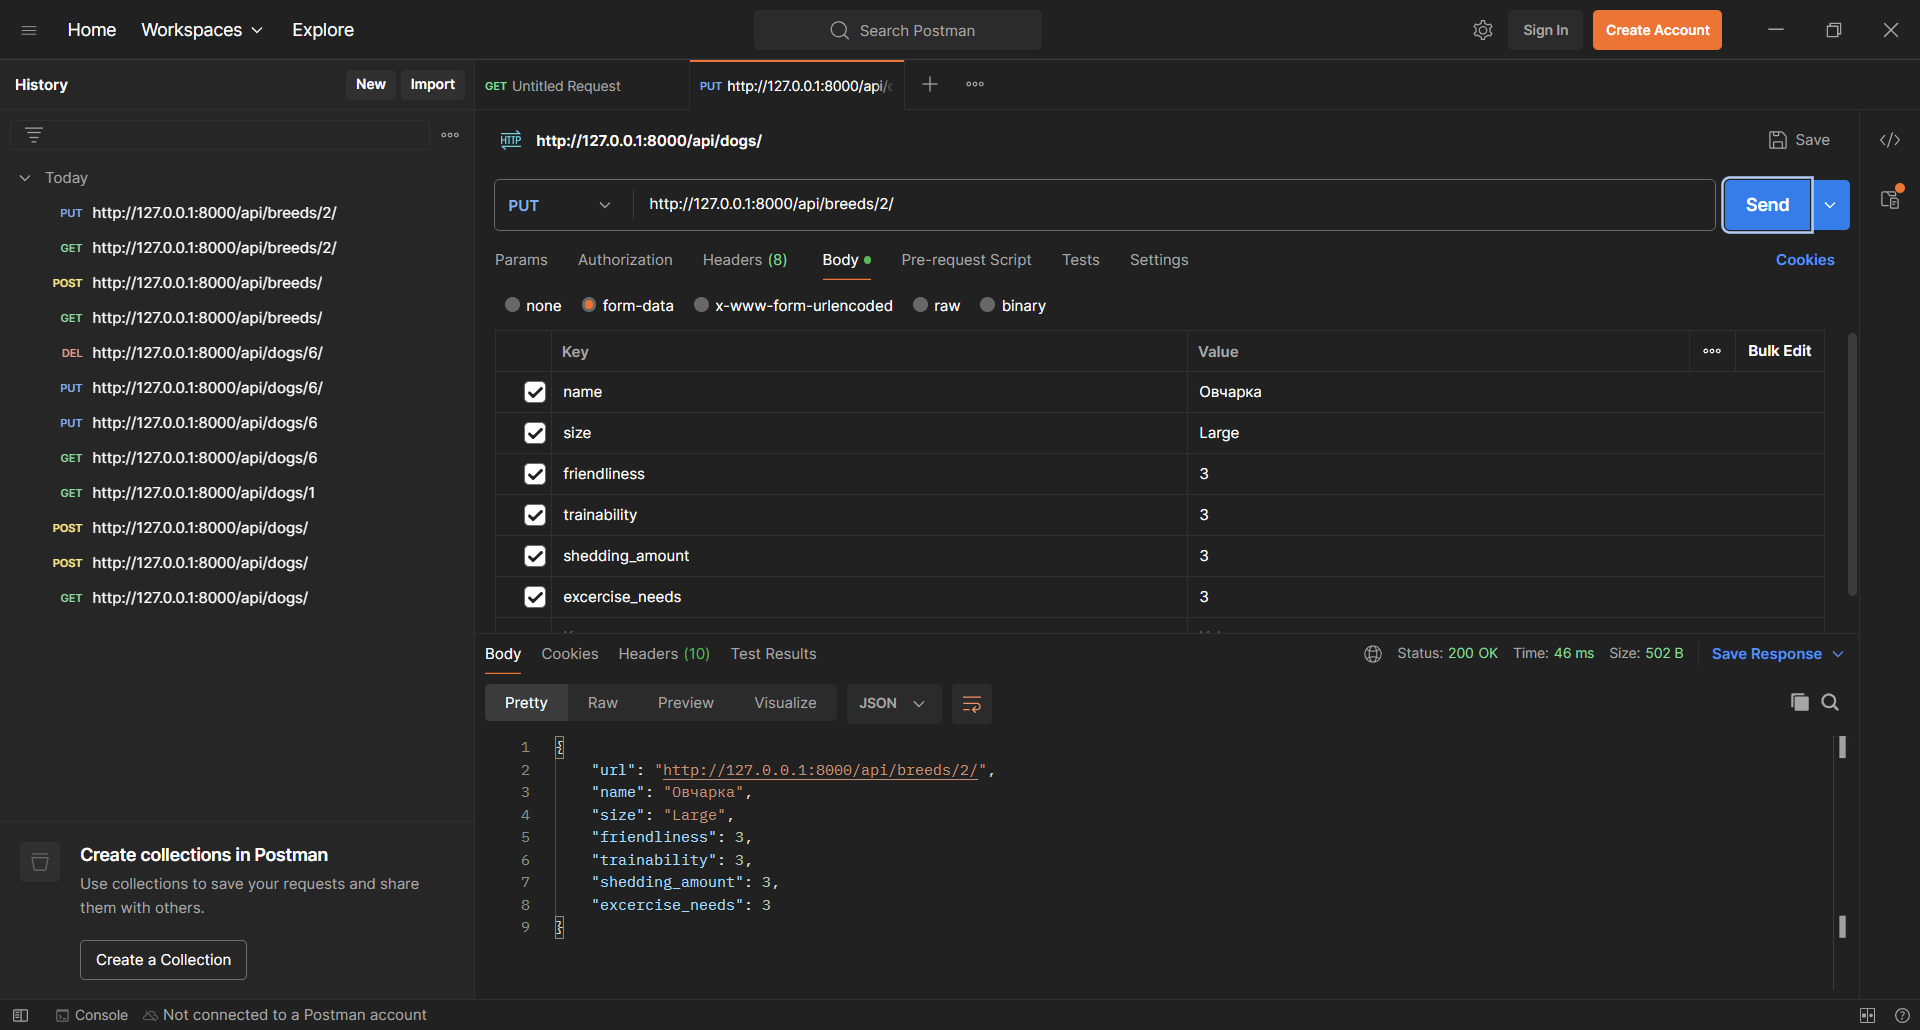 Home Workspaces Explore Search Postman Sign In Create Account
History New Import
GET Untitled Request
PUT http://127.0.0.1:8000/api/
Today
PUT http://127.0.0.1:8000/api/breeds/2/
GET http://127.0.0.1:8000/api/breeds/2/
POST http://127.0.0.1:8000/api/breeds/
GET http://127.0.0.1:8000/api/breeds/
DEL http://127.0.0.1:8000/api/dogs/6/
PUT http://127.0.0.1:8000/api/dogs/6/
PUT http://127.0.0.1:8000/api/dogs/6
GET http://127.0.0.1:8000/api/dogs/6
GET http://127.0.0.1:8000/api/dogs/1
POST http://127.0.0.1:8000/api/dogs/
POST http://127.0.0.1:8000/api/dogs/
GET http://127.0.0.1:8000/api/dogs/
Create collections in Postman
Use collections to save your requests and share
them with others.
Create a Collection
HTTP http://127.0.0.1:8000/api/dogs/ Save
PUT http://127.0.0.1:8000/api/breeds/2/ Send
Params Authorization Headers (8) Body Pre-request Script Tests Settings Cookies
none form-data x-www-form-urlencoded raw binary
Key Value Bulk Edit
name Овчарка
size Large
friendliness 3
trainability 3
shedding_amount 3
excercise_needs 3
Body Cookies Headers (10) Test Results Status: 200 OK Time: 46 ms Size: 502 B Save Response
Pretty Raw Preview Visualize JSON
1 {
2 "url": "http://127.0.0.1:8000/api/breeds/2/",
3 "name": "Овчарка",
4 "size": "Large",
5 "friendliness": 3,
6 "trainability": 3,
7 "shedding_amount": 3,
8 "excercise_needs": 3
9 }
Console Not connected to a Postman account